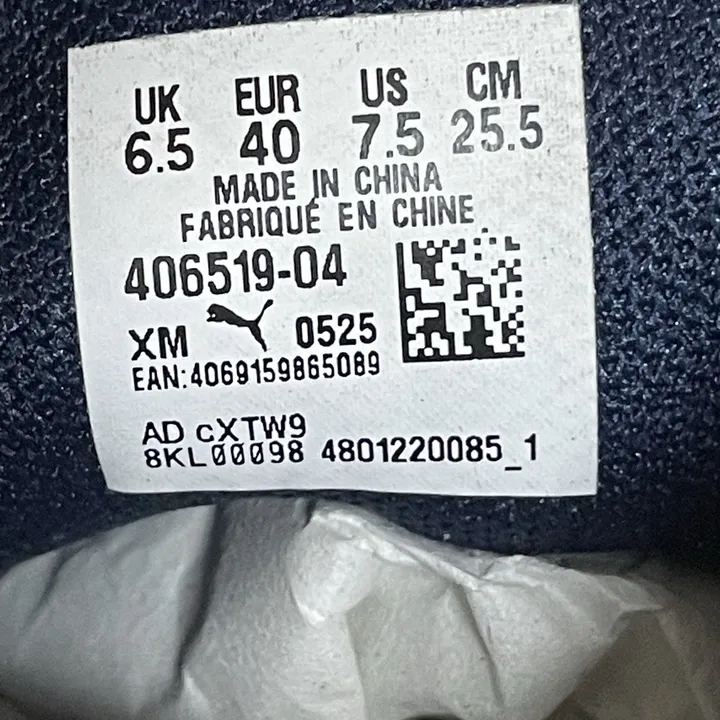 UK EUR US CM
6.5 40 7.5 25.5
MADE IN CHINA
FABRIQUÉ EN CHINE
406519-04
XM 0525
EAN:4069159865089
AD cXTW9
8KL00098 4801220085_1